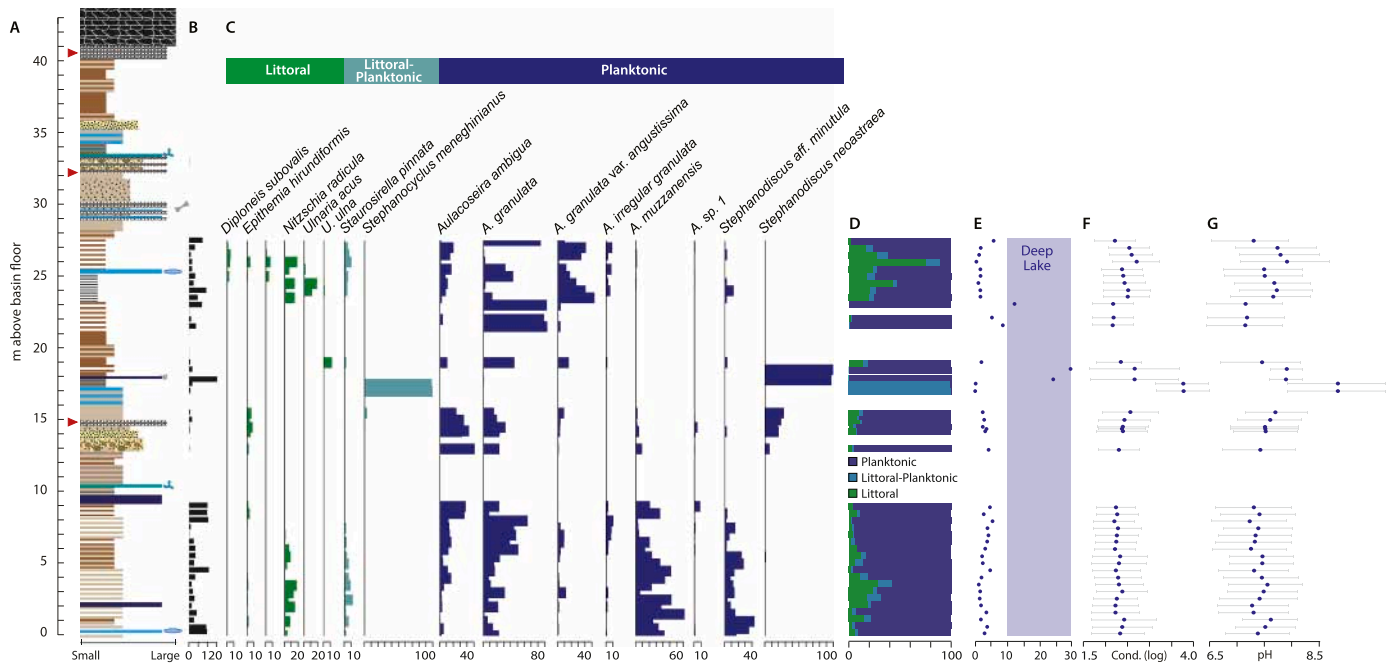 A
B
C
D
E
F
G
Littoral
Littoral-
Planktonic
Planktonic
Diploneis subovalis
Epithemia hirundiformis
Nitzschia radicula
Ulnaria acus
U. ulna
Staurosirella pinnata
Stephanocyclus meneghinianus
Aulacoseira ambigua
A. granulata
A. granulata var. angustissima
A. irregular granulata
A. muzzanensis
A. sp. 1
Stephanodiscus aff. minutula
Stephanodiscus neoastraea
m above basin floor
40
35
30
25
20
15
10
5
0
Deep
Lake
Planktonic
Littoral-Planktonic
Littoral
Small Large
0 120
10 10 10 20 20 10 10 100 40 80 40 10 60 10 40 100
0 100
0 10 20 30
1.5 Cond. (log) 4.0
6.5 pH 8.5